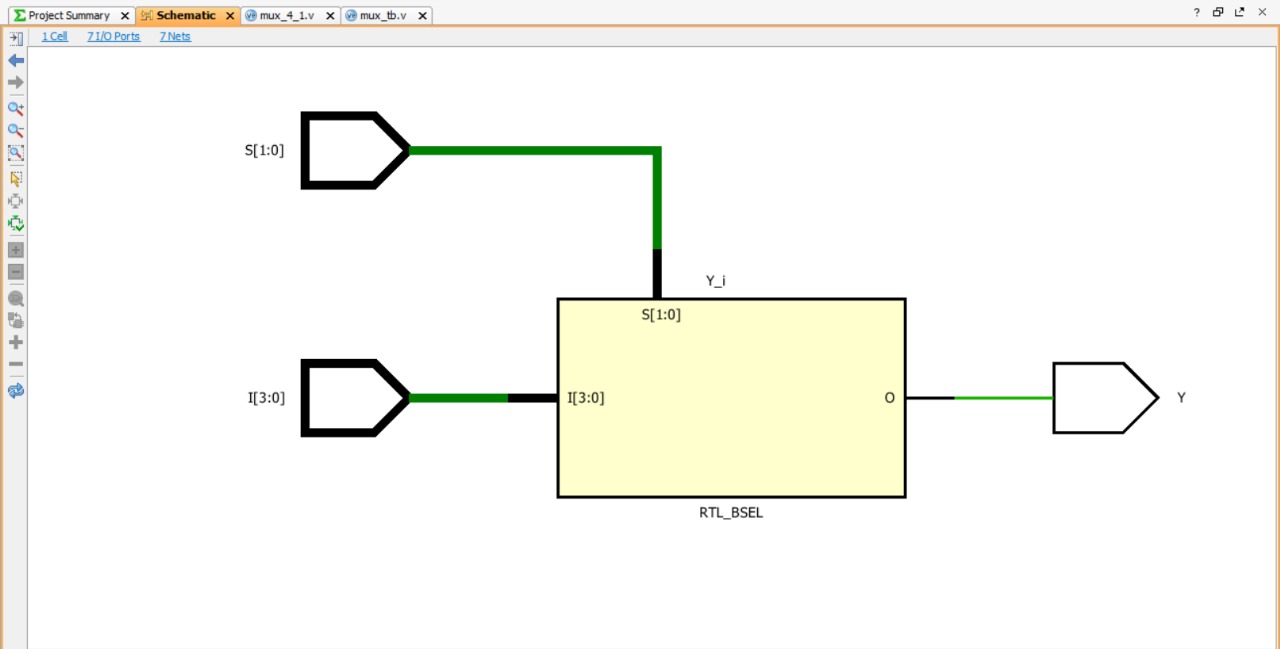 Project Summary Schematic mux_4_1.v mux_tb.v
1 Cell 7 I/O Ports 7 Nets
S[1:0]
Y_i
S[1:0]
I[3:0] I[3:0] O Y
RTL_BSEL